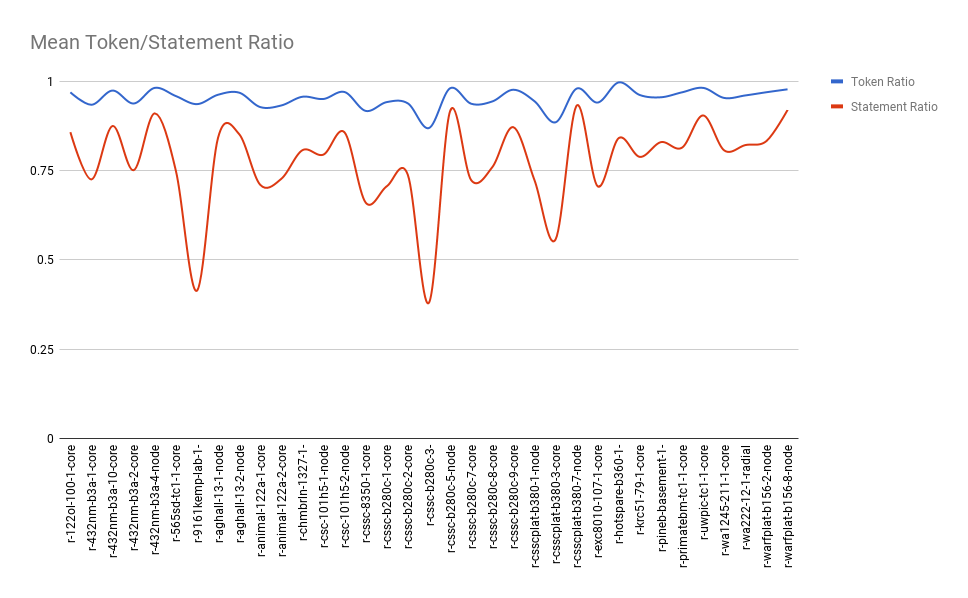 Mean Token/Statement Ratio
Token Ratio
Statement Ratio
1
0.75
0.5
0.25
0
r-122ol-100-1-core
r-432nm-b3a-1-core
r-432nm-b3a-10-core
r-432nm-b3a-2-core
r-432nm-b3a-4-node
r-565sd-tc1-1-core
r-9161kemp-lab-1-
r-aghall-13-1-node
r-aghall-13-2-node
r-animal-122a-1-core
r-animal-122a-2-core
r-chmbrlin-1327-1-
r-cssc-101h5-1-node
r-cssc-101h5-2-node
r-cssc-8350-1-core
r-cssc-b280c-1-core
r-cssc-b280c-2-core
r-cssc-b280c-3-
r-cssc-b280c-5-node
r-cssc-b280c-7-core
r-cssc-b280c-8-core
r-cssc-b280c-9-core
r-csscplat-b380-1-node
r-csscplat-b380-3-core
r-csscplat-b380-7-node
r-exc8010-107-1-core
r-hotspare-b360-1-
r-krc51-79-1-core
r-pineb-basement-1-
r-primatebm-tc1-1-core
r-uwpic-tc1-1-core
r-wa1245-211-1-core
r-wa222-12-1-radial
r-warfplat-b156-2-node
r-warfplat-b156-8-node